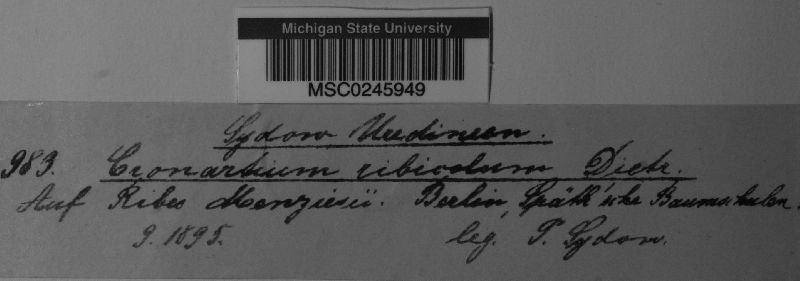 Michigan State University
MSC0245949
Sydow, Uredineen.
983. Cronartium ribicolum Dietr.
Auf Ribes Menziesii. Berlin, Späth'sche Baumschulen.
9. 1895. leg. P. Sydow.